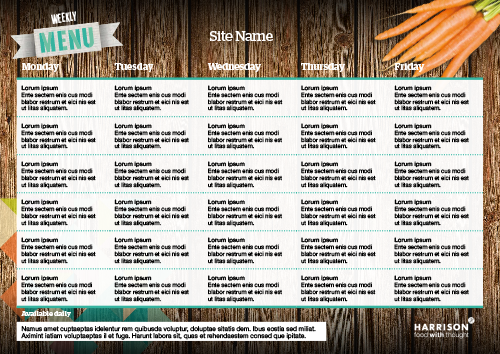 WEEKLY
MENU
Site Name
Monday Tuesday Wednesday Thursday Friday
Lorum ipsum Lorum ipsum Lorum ipsum Lorum ipsum Lorum ipsum
Ente sectem enis cus modi Ente sectem enis cus modi Ente sectem enis cus modi Ente sectem enis cus modi Ente sectem enis cus modi
blabor restrum et eici nis est blabor restrum et eici nis est blabor restrum et eici nis est blabor restrum et eici nis est blabor restrum et eici nis est
ut litas aliquatem. ut litas aliquatem. ut litas aliquatem. ut litas aliquatem. ut litas aliquatem.
Lorum ipsum Lorum ipsum Lorum ipsum Lorum ipsum Lorum ipsum
Ente sectem enis cus modi Ente sectem enis cus modi Ente sectem enis cus modi Ente sectem enis cus modi Ente sectem enis cus modi
blabor restrum et eici nis est blabor restrum et eici nis est blabor restrum et eici nis est blabor restrum et eici nis est blabor restrum et eici nis est
ut litas aliquatem. ut litas aliquatem. ut litas aliquatem. ut litas aliquatem. ut litas aliquatem.
Lorum ipsum Lorum ipsum Lorum ipsum Lorum ipsum Lorum ipsum
Ente sectem enis cus modi Ente sectem enis cus modi Ente sectem enis cus modi Ente sectem enis cus modi Ente sectem enis cus modi
blabor restrum et eici nis est blabor restrum et eici nis est blabor restrum et eici nis est blabor restrum et eici nis est blabor restrum et eici nis est
ut litas aliquatem. ut litas aliquatem. ut litas aliquatem. ut litas aliquatem. ut litas aliquatem.
Lorum ipsum Lorum ipsum Lorum ipsum Lorum ipsum Lorum ipsum
Ente sectem enis cus modi Ente sectem enis cus modi Ente sectem enis cus modi Ente sectem enis cus modi Ente sectem enis cus modi
blabor restrum et eici nis est blabor restrum et eici nis est blabor restrum et eici nis est blabor restrum et eici nis est blabor restrum et eici nis est
ut litas aliquatem. ut litas aliquatem. ut litas aliquatem. ut litas aliquatem. ut litas aliquatem.
Lorum ipsum Lorum ipsum Lorum ipsum Lorum ipsum Lorum ipsum
Ente sectem enis cus modi Ente sectem enis cus modi Ente sectem enis cus modi Ente sectem enis cus modi Ente sectem enis cus modi
blabor restrum et eici nis est blabor restrum et eici nis est blabor restrum et eici nis est blabor restrum et eici nis est blabor restrum et eici nis est
ut litas aliquatem. ut litas aliquatem. ut litas aliquatem. ut litas aliquatem. ut litas aliquatem.
Lorum ipsum Lorum ipsum Lorum ipsum Lorum ipsum Lorum ipsum
Ente sectem enis cus modi Ente sectem enis cus modi Ente sectem enis cus modi Ente sectem enis cus modi Ente sectem enis cus modi
blabor restrum et eici nis est blabor restrum et eici nis est blabor restrum et eici nis est blabor restrum et eici nis est blabor restrum et eici nis est
ut litas aliquatem. ut litas aliquatem. ut litas aliquatem. ut litas aliquatem. ut litas aliquatem.
Available daily
Namus amet cuptaeptas idelentur rem quibusda voluptur, doluptae sitatis dem. Ibus eostis sed miliat.
Aximint latiam voluptaeptas il et fuga. Harunt labora sit, quas et rehendaestem consed que ipitate.
HARRISON
food with thought